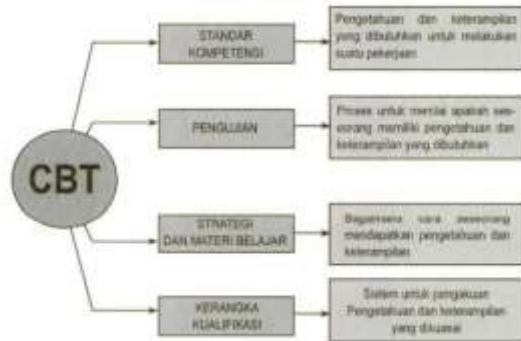 CBT
STANDAR
KOMPETENSI
Pengetahuan dan keterampilan
yang dibutuhkan untuk melakukan
suatu pekerjaan
PENGUJIAN
Proses untuk menilai apakah ses-
eorang memiliki pengetahuan dan
keterampilan yang dibutuhkan
STRATEGI
DAN MATERI BELAJAR
Bagaimana cara seseorang
mendapatkan pengetahuan dan
keterampilan
KERANGKA
KUALIFIKASI
Sistem untuk pengakuan
Pengetahuan dan keterampilan
yang dikuasai